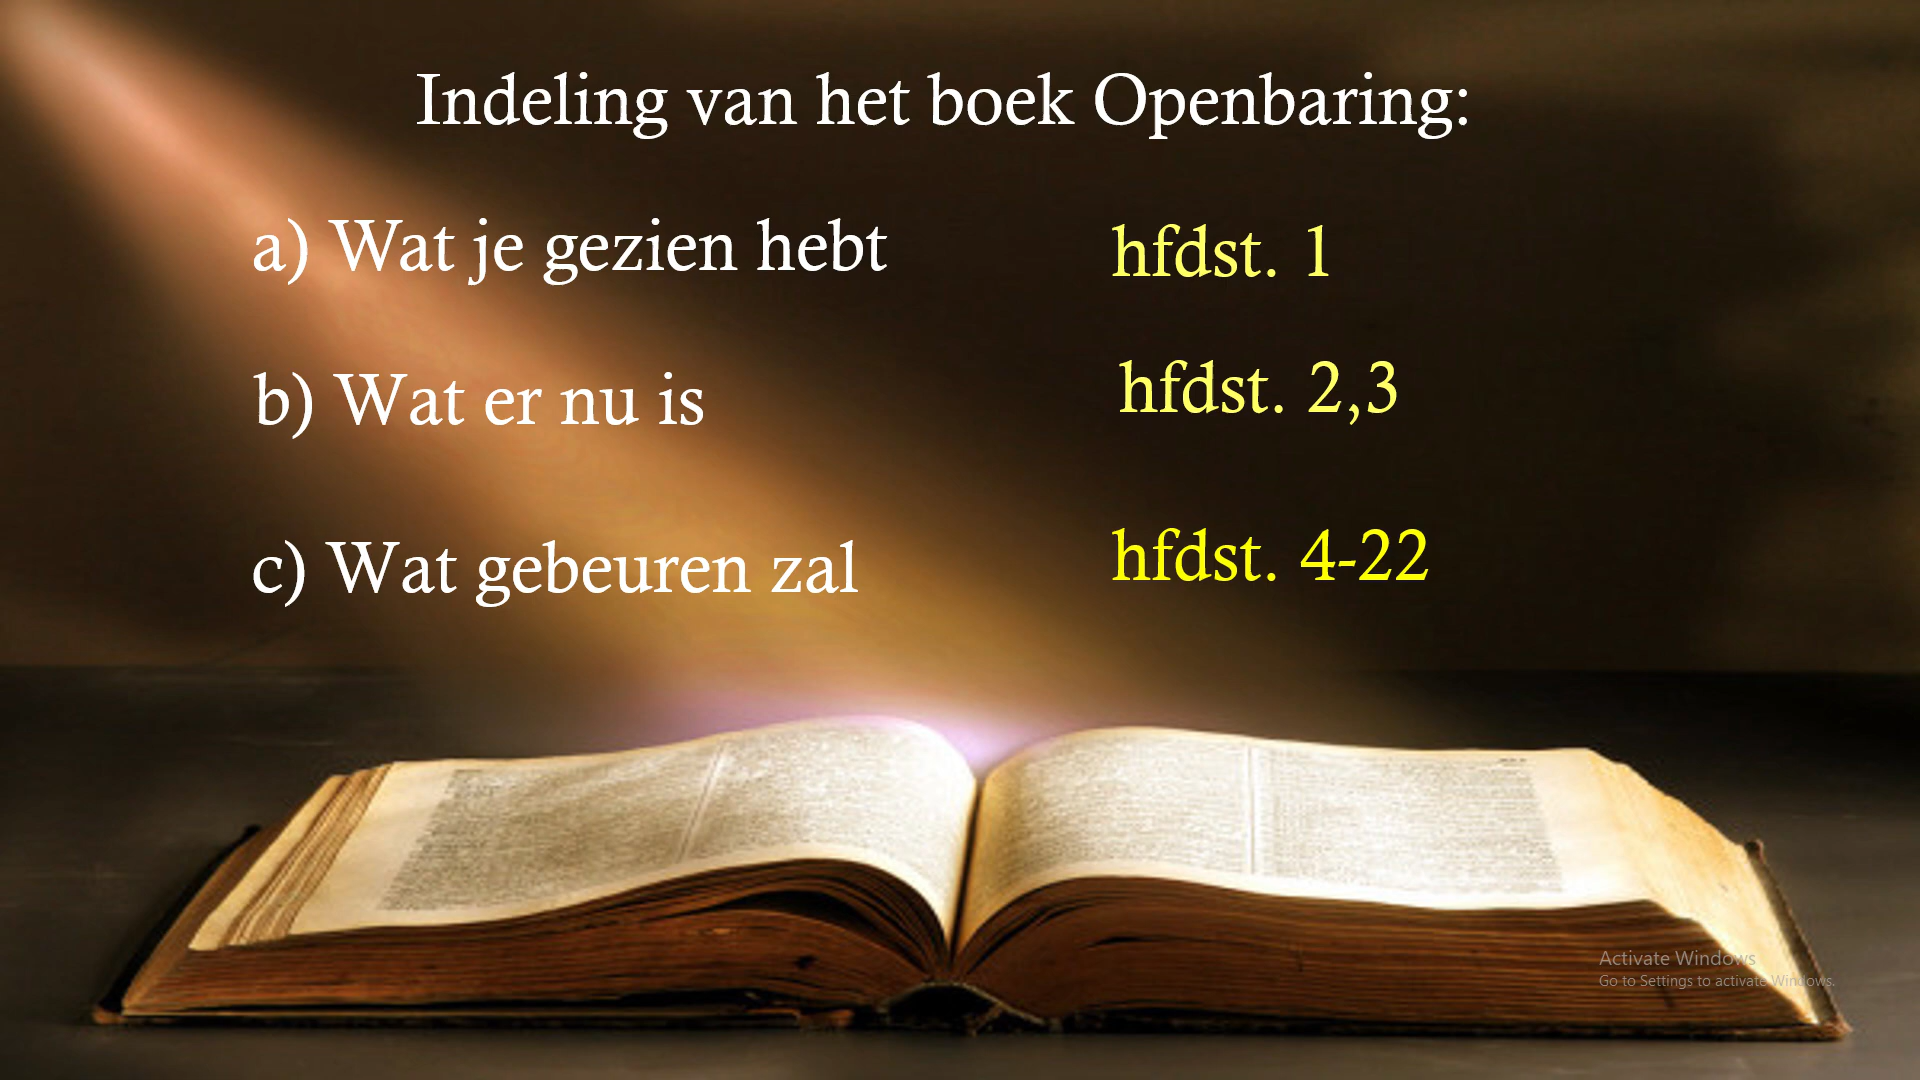 Indeling van het boek Openbaring:
a) Wat je gezien hebt hfdst. 1
b) Wat er nu is hfdst. 2,3
c) Wat gebeuren zal hfdst. 4-22
Activate Windows
Go to Settings to activate Windows.